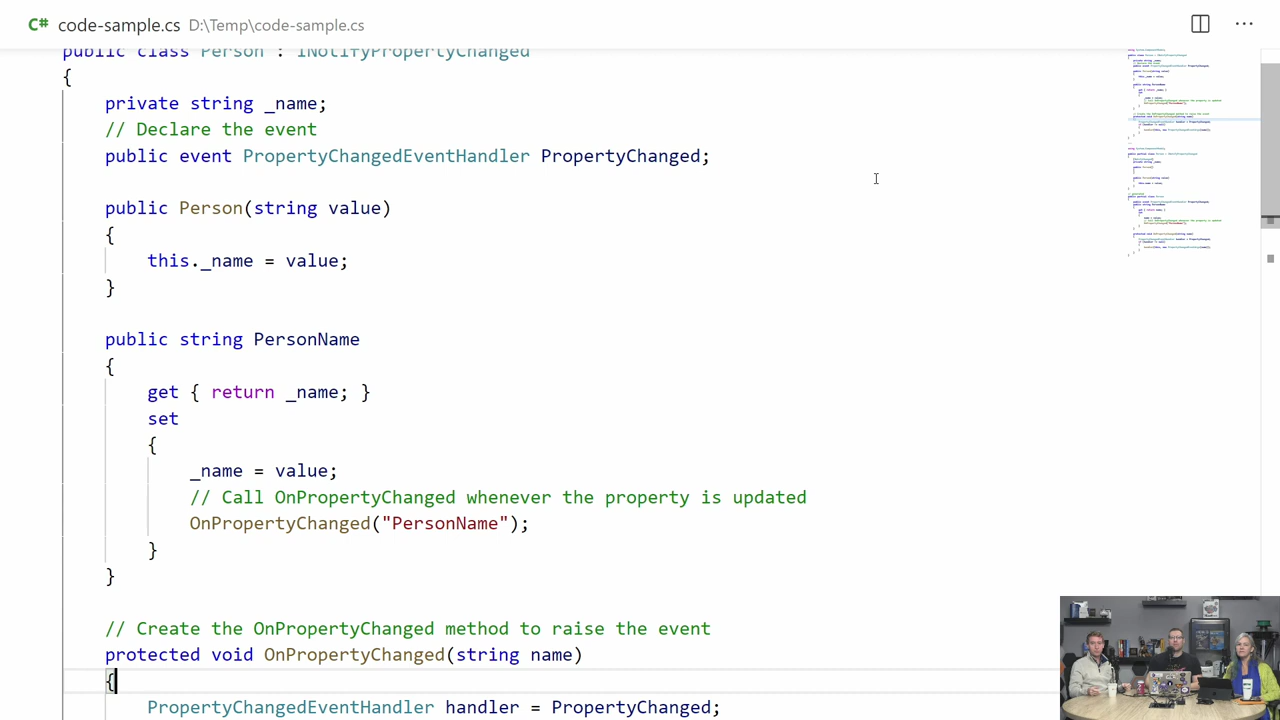 C# code-sample.cs D:\Temp\code-sample.cs
public class Person : INotifyPropertyChanged
{
private string _name;
// Declare the event
public event PropertyChangedEventHandler PropertyChanged;
public Person(string value)
{
this._name = value;
}
public string PersonName
{
get { return _name; }
set
{
_name = value;
// Call OnPropertyChanged whenever the property is updated
OnPropertyChanged("PersonName");
}
}
// Create the OnPropertyChanged method to raise the event
protected void OnPropertyChanged(string name)
{
PropertyChangedEventHandler handler = PropertyChanged;